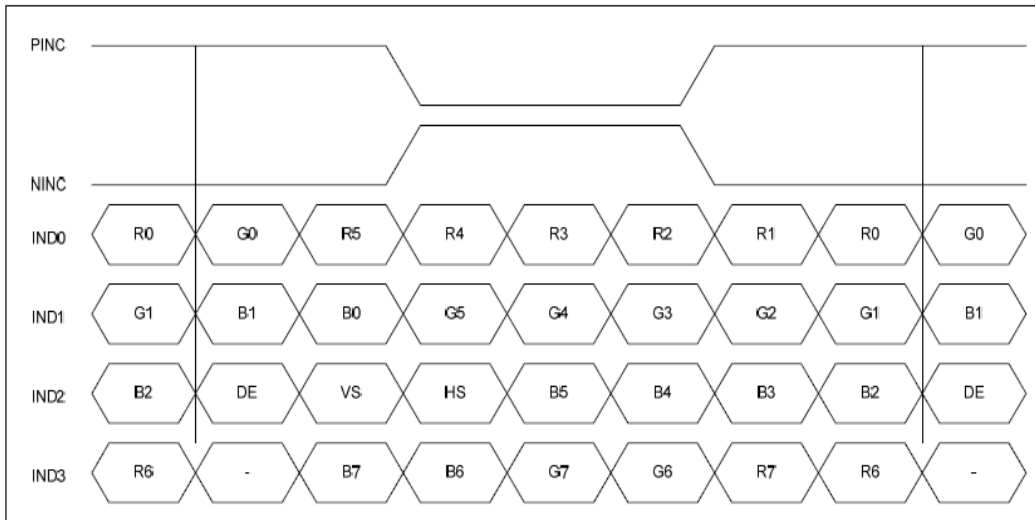 PINC
NINC
IND0 R0 G0 R5 R4 R3 R2 R1 R0 G0
IND1 G1 B1 B0 G5 G4 G3 G2 G1 B1
IND2 B2 DE VS HS B5 B4 B3 B2 DE
IND3 R6 - B7 B6 G7 G6 R7 R6 -